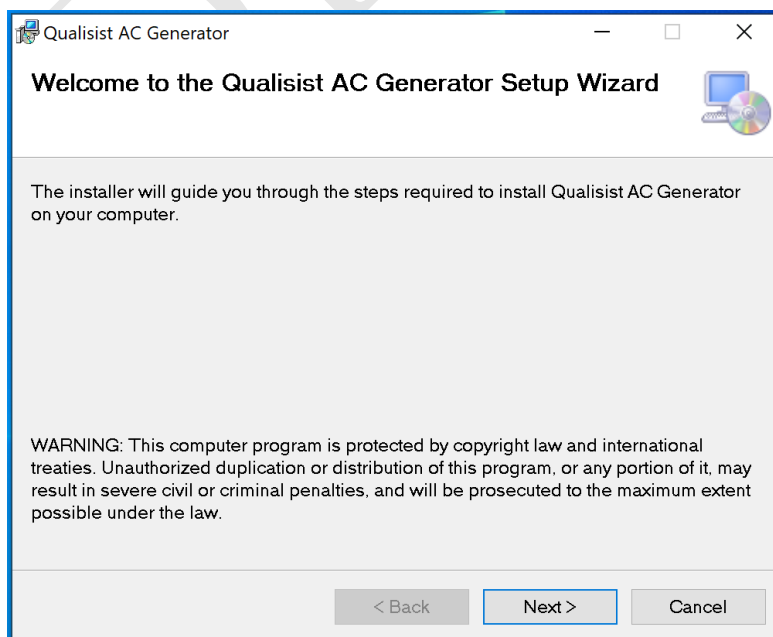 Qualisist AC Generator
Welcome to the Qualisist AC Generator Setup Wizard
The installer will guide you through the steps required to install Qualisist AC Generator
on your computer.
WARNING: This computer program is protected by copyright law and international
treaties. Unauthorized duplication or distribution of this program, or any portion of it, may
result in severe civil or criminal penalties, and will be prosecuted to the maximum extent
possible under the law.
< Back Next > Cancel